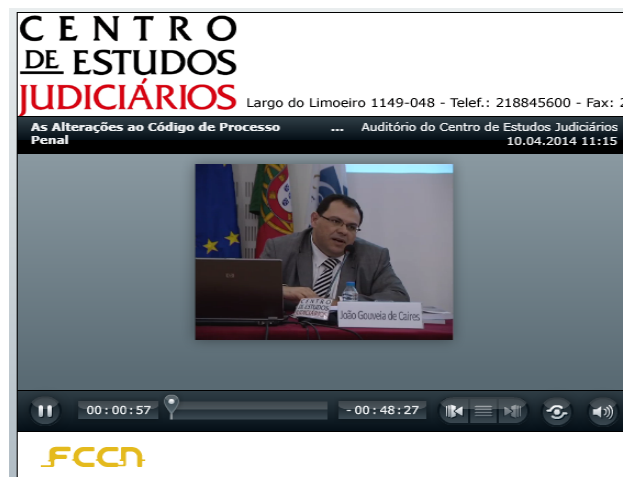 CENTRO
DE ESTUDOS
JUDICIÁRIOS
Largo do Limoeiro 1149-048 - Telef.: 218845600 - Fax: 2
As Alterações ao Código de Processo
Penal
...
Auditório do Centro de Estudos Judiciários
10.04.2014 11:15
CENTRO
DE ESTUDOS
JUDICIÁRIOS
João Gouveia de Caires
00:00:57
-00:48:27
FCCN